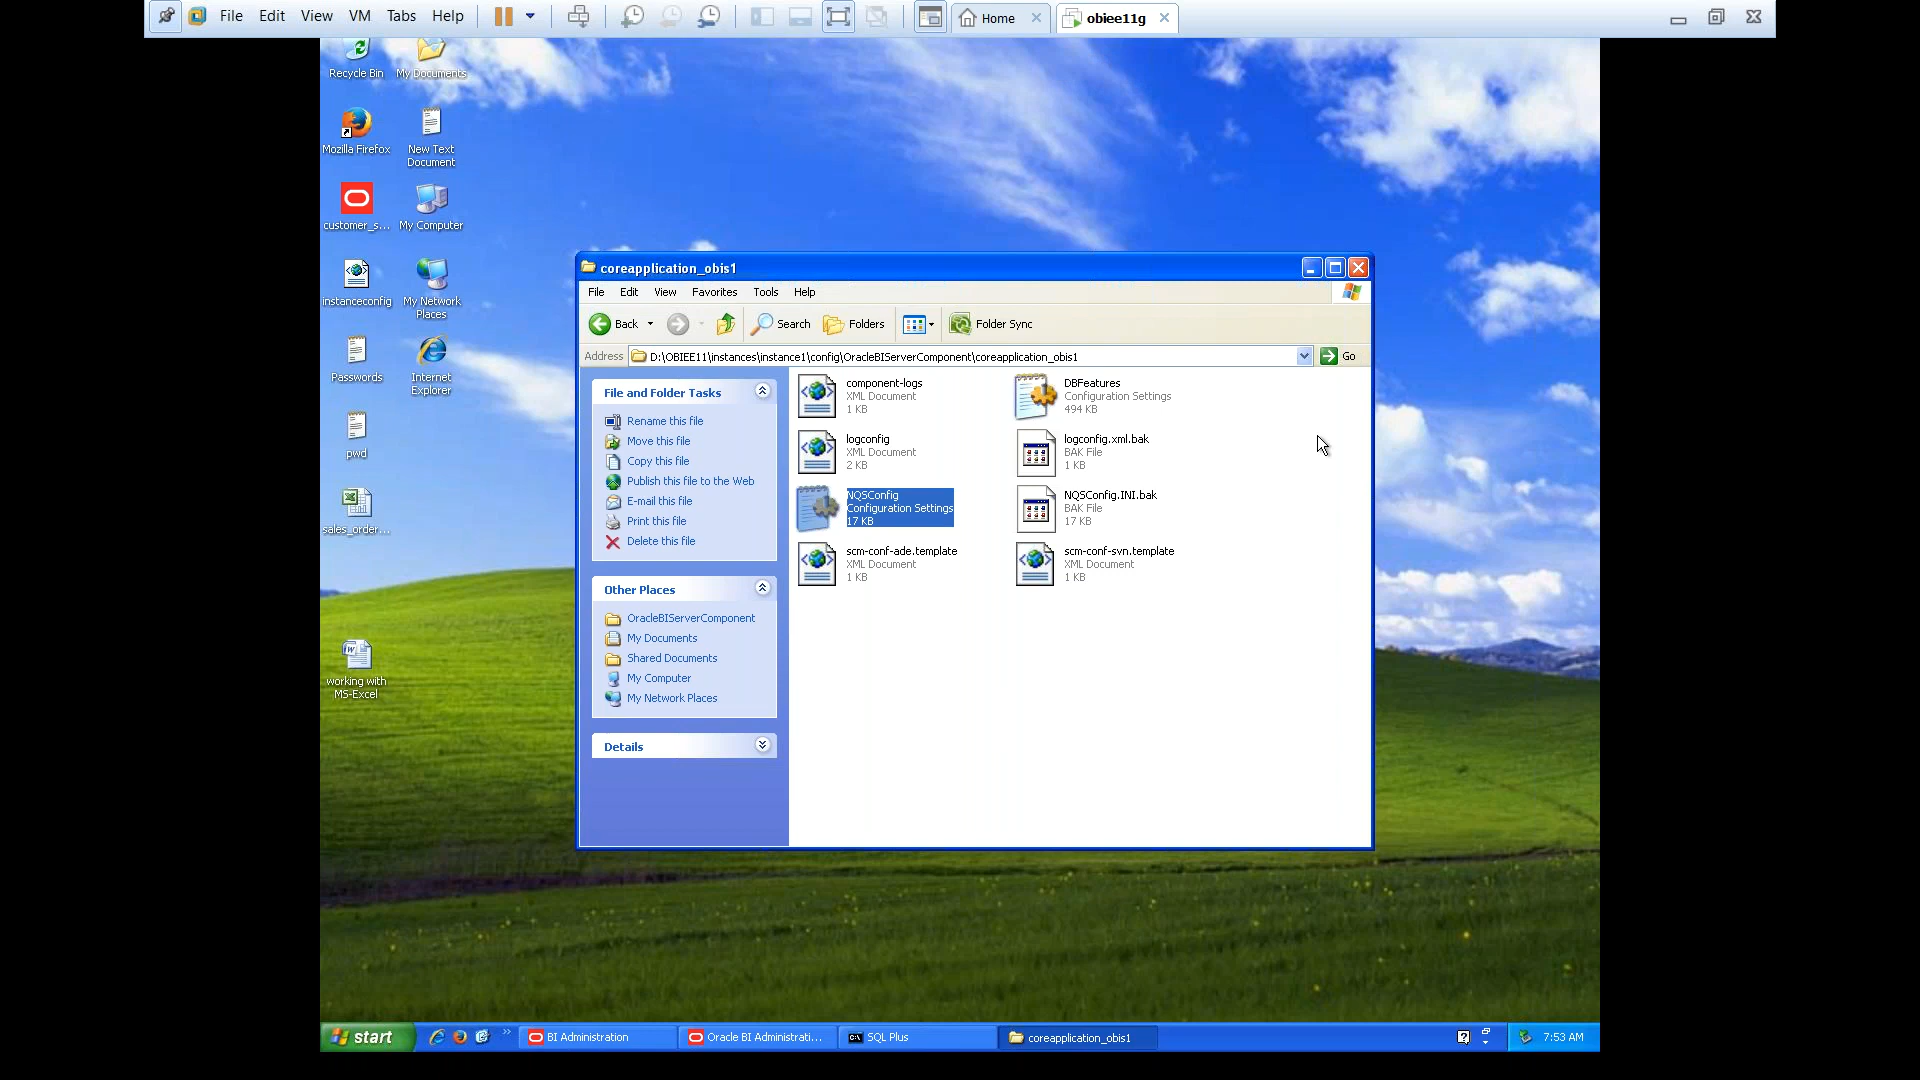 File Edit View VM Tabs Help Home obiee11g
Recycle Bin
My Documents
Mozilla Firefox
New Text
Document
customer_s...
My Computer
instanceconfig
My Network
Places
Passwords
Internet
Explorer
pwd
sales_order...
working with
MS-Excel
coreapplication_obis1
File Edit View Favorites Tools Help
Back Search Folders Folder Sync
Address D:\OBIEE11\instances\instance1\config\OracleBIServerComponent\coreapplication_obis1 Go
File and Folder Tasks
Rename this file
Move this file
Copy this file
Publish this file to the Web
E-mail this file
Print this file
Delete this file
Other Places
OracleBIServerComponent
My Documents
Shared Documents
My Computer
My Network Places
Details
component-logs
XML Document
1 KB
DBFeatures
Configuration Settings
494 KB
logconfig
XML Document
2 KB
logconfig.xml.bak
BAK File
1 KB
NQSConfig
Configuration Settings
17 KB
NQSConfig.INI.bak
BAK File
17 KB
scm-conf-ade.template
XML Document
1 KB
scm-conf-svn.template
XML Document
1 KB
start BI Administration Oracle BI Administrati... SQL Plus coreapplication_obis1 7:53 AM